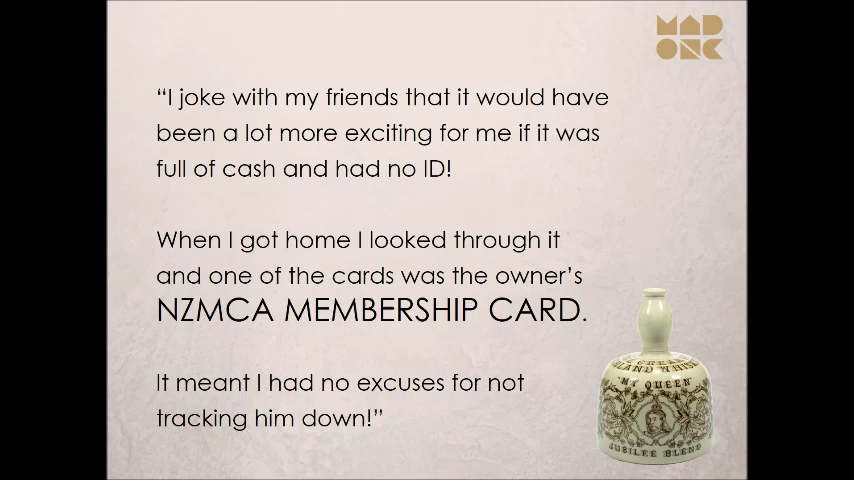 MAD
ONC
“I joke with my friends that it would have
been a lot more exciting for me if it was
full of cash and had no ID!
When I got home I looked through it
and one of the cards was the owner’s
NZMCA MEMBERSHIP CARD.
It meant I had no excuses for not
tracking him down!”
"MY QUEEN"
JUBILEE BLEND